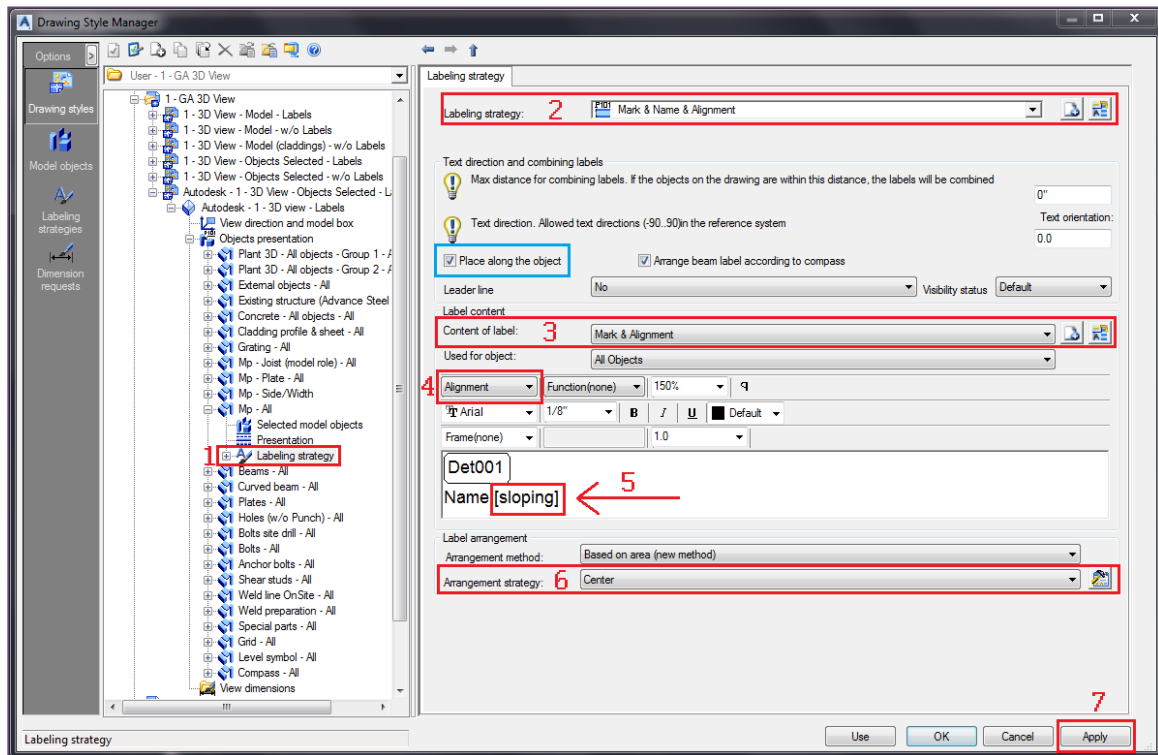 Drawing Style Manager
Options
Drawing styles
Model objects
Labeling
strategies
Dimension
requests
User - 1 - GA 3D View
1 - GA 3D View
1 - 3D view - Model - Labels
1 - 3D view - Model - w/o Labels
1 - 3D View - Model (claddings) - w/o Labels
1 - 3D View - Objects Selected - Labels
1 - 3D View - Objects Selected - w/o Labels
Autodesk - 1 - 3D View - Objects Selected - L
Autodesk - 1 - 3D view - Labels
View direction and model box
Objects presentation
Plant 3D - All objects - Group 1 - A
Plant 3D - All objects - Group 2 - A
External objects - All
Existing structure (Advance Steel
Concrete - All objects - All
Cladding profile & sheet - All
Grating - All
Mp - Joist (model role) - All
Mp - Plate - All
Mp - Side/Width
Mp - All
Selected model objects
Presentation
1 Labeling strategy
Beams - All
Curved beam - All
Plates - All
Holes (w/o Punch) - All
Bolts site drill - All
Bolts - All
Anchor bolts - All
Shear studs - All
Weld line OnSite - All
Weld preparation - All
Special parts - All
Grid - All
Level symbol - All
Compass - All
View dimensions
Labeling strategy
Labeling strategy: 2 Mark & Name & Alignment
Text direction and combining labels
Max distance for combining labels. If the objects on the drawing are within this distance, the labels will be combined
0"
Text direction. Allowed text directions (-90..90)in the reference system
Text orientation:
0.0
Place along the object Arrange beam label according to compass
Leader line No Visibility status Default
Label content
Content of label: 3 Mark & Alignment
Used for object: All Objects
4 Alignment Function(none) 150% ¶
Arial 1/8" B I U Default
Frame(none) 1.0
Det001
Name [sloping] 5
Label arrangement
Arrangement method: Based on area (new method)
Arrangement strategy: 6 Center
7
Use OK Cancel Apply
Labeling strategy